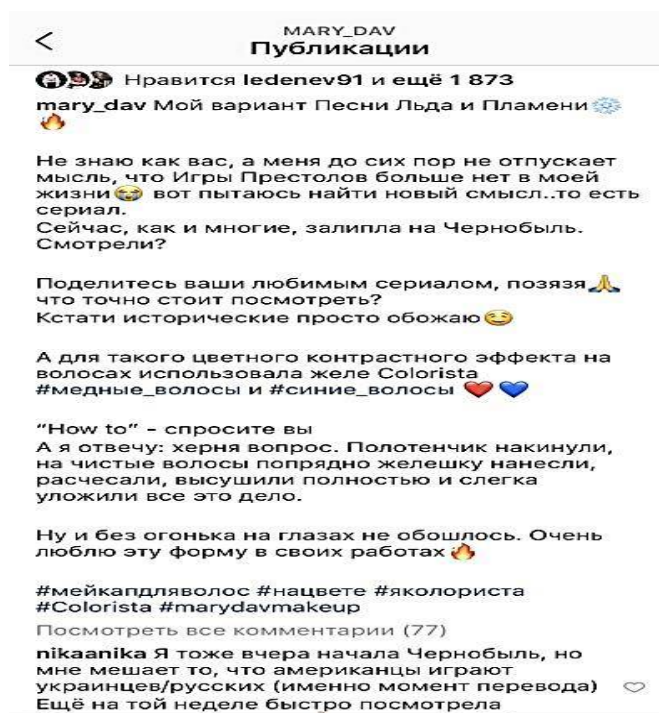 MARY_DAV
Публикации
Нравится ledenev91 и ещё 1 873
mary_dav Мой вариант Песни Льда и Пламени❄️
🔥
Не знаю как вас, а меня до сих пор не отпускает
мысль, что Игры Престолов больше нет в моей
жизни😭 вот пытаюсь найти новый смысл..то есть
сериал.
Сейчас, как и многие, залипла на Чернобыль.
Смотрели?
Поделитесь ваши любимым сериалом, позязя🙏
что точно стоит посмотреть?
Кстати исторические просто обожаю😏
А для такого цветного контрастного эффекта на
волосах использовала желе Colorista
#медные_волосы и #синие_волосы ❤️ 💙
“How to” – спросите вы
А я отвечу: херня вопрос. Полотенчик накинули,
на чистые волосы попрядно желешку нанесли,
расчесали, высушили полностью и слегка
уложили все это дело.
Ну и без огонька на глазах не обошлось. Очень
люблю эту форму в своих работах🔥
#мейкапдляволос #нацвете #яколориста
#Colorista #marydavmakeup
Посмотреть все комментарии (77)
nikaanika Я тоже вчера начала Чернобыль, но
мне мешает то, что американцы играют
украинцев/русских (именно момент перевода)
Ещё на той неделе быстро посмотрела